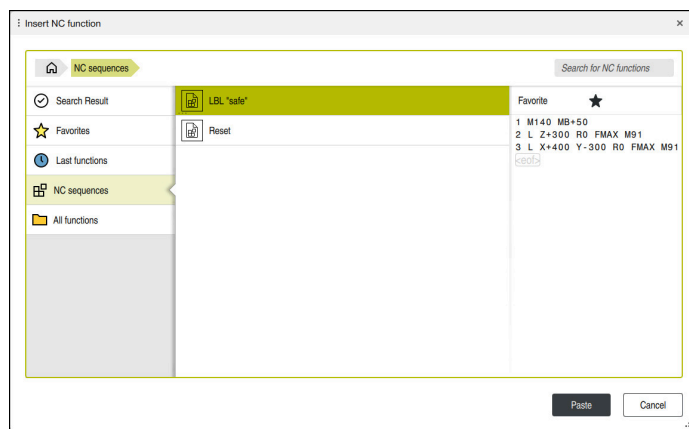 Insert NC function
NC sequences
Search for NC functions
Search Result
Favorites
Last functions
NC sequences
All functions
LBL "safe"
Reset
Favorite
1 M140 MB+50
2 L Z+300 R0 FMAX M91
3 L X+400 Y-300 R0 FMAX M91
<eof>
Paste
Cancel